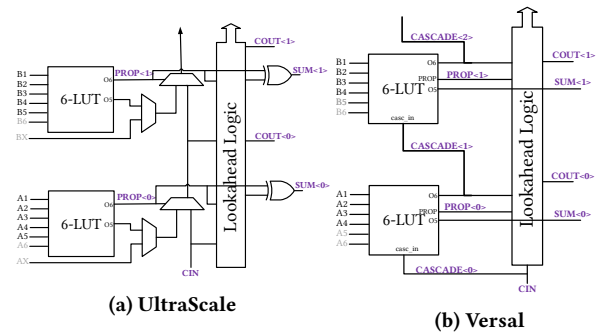 COUT<1>
B1
B2
B3
B4
B5
B6
BX
6-LUT
O6
O5
PROP<1>
SUM<1>
Lookahead Logic
COUT<0>
A1
A2
A3
A4
A5
A6
AX
6-LUT
O6
O5
PROP<0>
SUM<0>
CIN
(a) UltraScale
CASCADE<2>
B1
B2
B3
B4
B5
B6
6-LUT
O6
PROP
O5
casc_in
COUT<1>
PROP<1>
SUM<1>
Lookahead Logic
CASCADE<1>
COUT<0>
A1
A2
A3
A4
A5
A6
6-LUT
O6
PROP
O5
casc_in
PROP<0>
SUM<0>
CASCADE<0>
CIN
(b) Versal